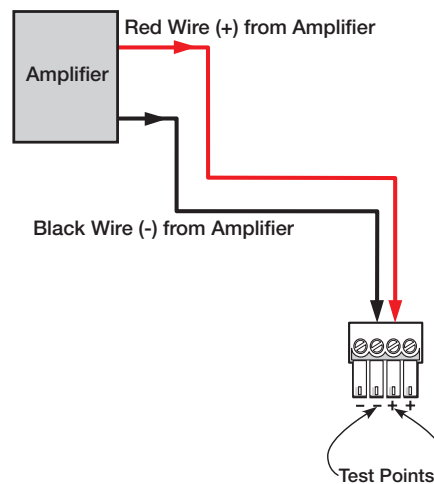 Red Wire (+) from Amplifier
Amplifier
Black Wire (-) from Amplifier
- - + +
Test Points